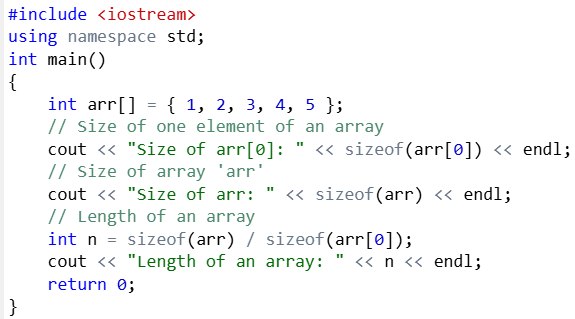 #include <iostream>
using namespace std;
int main()
{
    int arr[] = { 1, 2, 3, 4, 5 };
    // Size of one element of an array
    cout << "Size of arr[0]: " << sizeof(arr[0]) << endl;
    // Size of array 'arr'
    cout << "Size of arr: " << sizeof(arr) << endl;
    // Length of an array
    int n = sizeof(arr) / sizeof(arr[0]);
    cout << "Length of an array: " << n << endl;
    return 0;
}